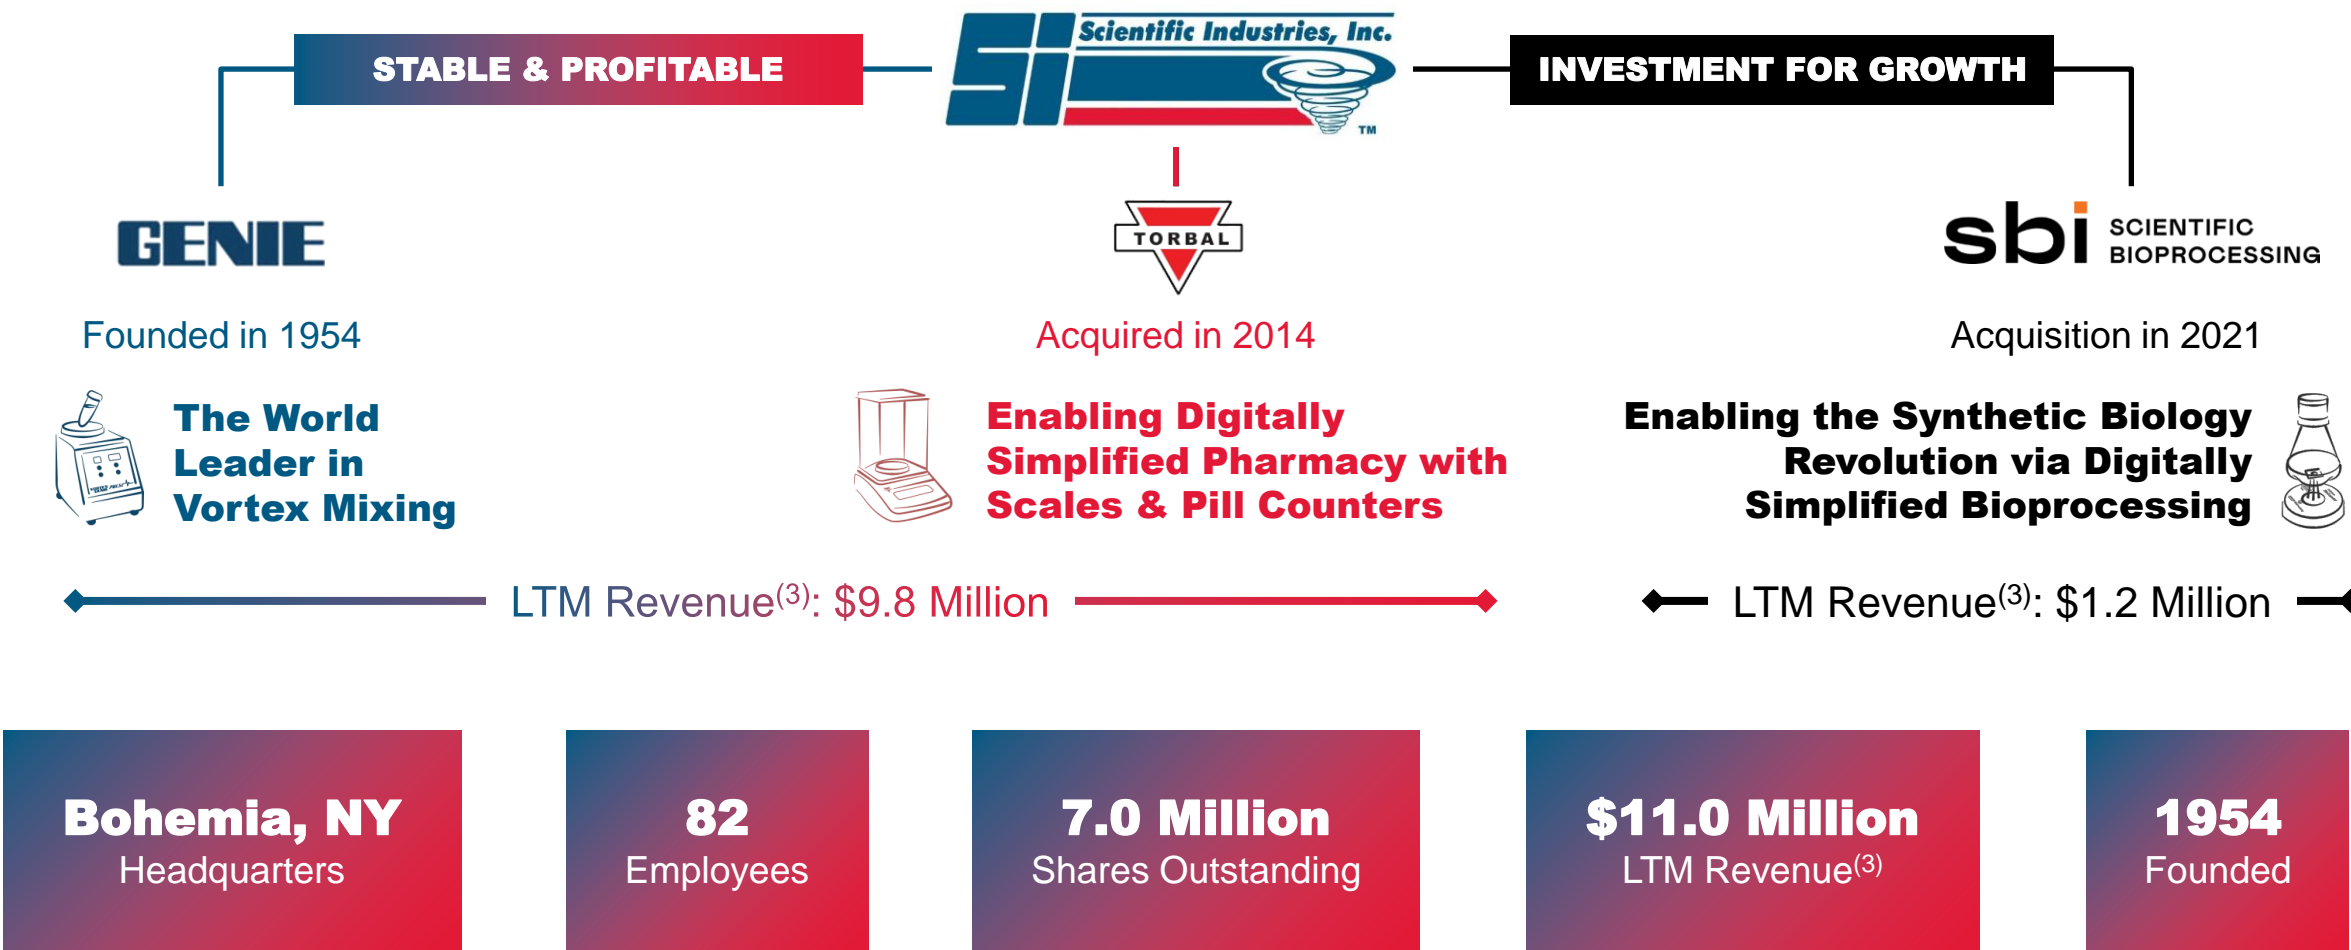 STABLE & PROFITABLE
Scientific Industries, Inc.
SI
TM
INVESTMENT FOR GROWTH
GENIE
TORBAL
sbi SCIENTIFIC
BIOPROCESSING
Founded in 1954
Acquired in 2014
Acquisition in 2021
The World
Leader in
Vortex Mixing
Enabling Digitally
Simplified Pharmacy with
Scales & Pill Counters
Enabling the Synthetic Biology
Revolution via Digitally
Simplified Bioprocessing
LTM Revenue(3): $9.8 Million
LTM Revenue(3): $1.2 Million
Bohemia, NY
Headquarters
82
Employees
7.0 Million
Shares Outstanding
$11.0 Million
LTM Revenue(3)
1954
Founded